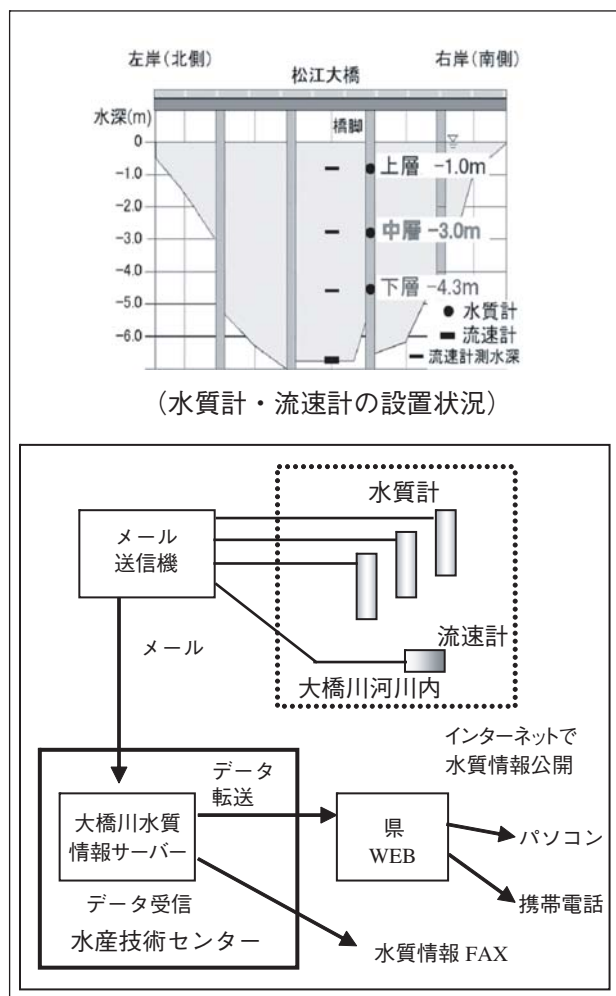 左岸(北側)
右岸(南側)
松江大橋
水深(m)
橋脚
0
-1.0
-2.0
-3.0
-4.0
-5.0
-6.0
上層 -1.0m
中層 -3.0m
下層 -4.3m
水質計
流速計
流速計測水深
(水質計・流速計の設置状況)
水質計
メール
送信機
流速計
メール
大橋川河川内
インターネットで
水質情報公開
データ
転送
大橋川水質
情報サーバー
県
WEB
パソコン
携帯電話
データ受信
水産技術センター
水質情報 FAX